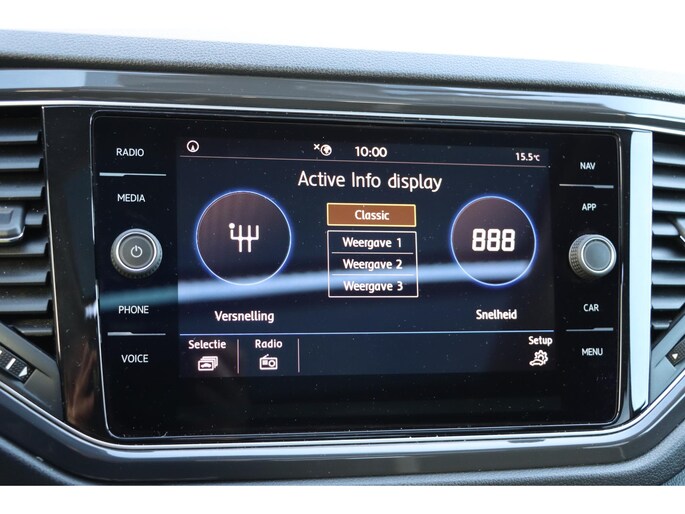 RADIO
MEDIA
PHONE
VOICE
10:00
15.5°C
Active Info display
Classic
Weergave 1
Weergave 2
Weergave 3
888
Versnelling
Snelheid
Selectie
Radio
Setup
NAV
APP
CAR
MENU